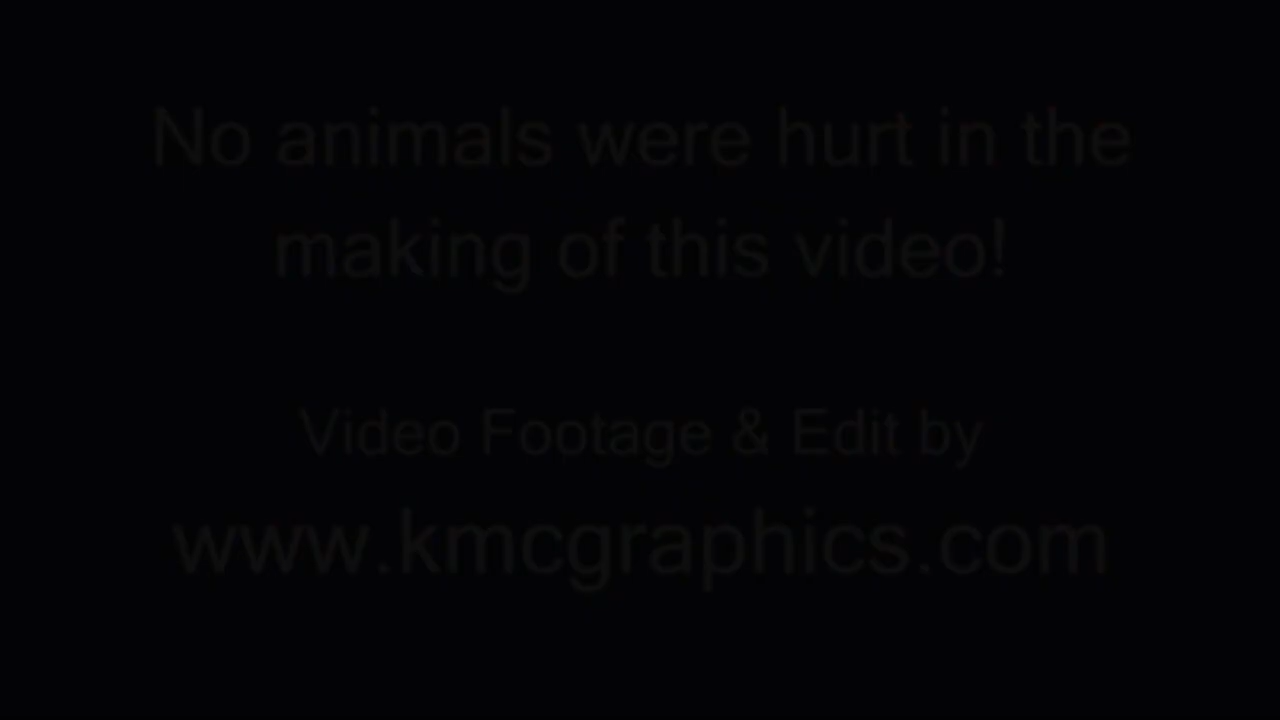 No animals were hurt in the
making of this video!
Video Footage & Edit by
www.kmcgraphics.com